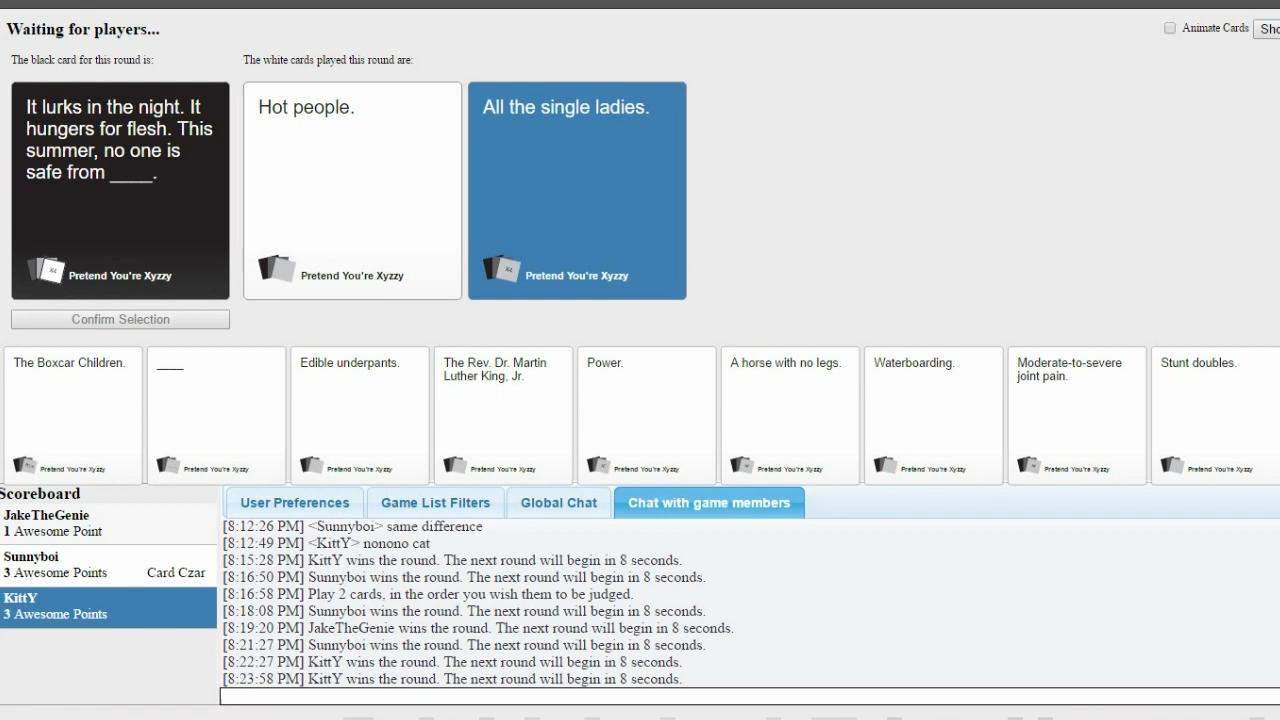 Waiting for players...
Animate Cards
The black card for this round is:
The white cards played this round are:
It lurks in the night. It
hungers for flesh. This
summer, no one is
safe from ____.
Pretend You're Xyzzy
Hot people.
Pretend You're Xyzzy
All the single ladies.
Pretend You're Xyzzy
Confirm Selection
The Boxcar Children.
Pretend You're Xyzzy
____
Pretend You're Xyzzy
Edible underpants.
Pretend You're Xyzzy
The Rev. Dr. Martin
Luther King, Jr.
Pretend You're Xyzzy
Power.
Pretend You're Xyzzy
A horse with no legs.
Pretend You're Xyzzy
Waterboarding.
Pretend You're Xyzzy
Moderate-to-severe
joint pain.
Pretend You're Xyzzy
Stunt doubles.
Pretend You're Xyzzy
Scoreboard
JakeTheGenie
1 Awesome Point
Sunnyboi
3 Awesome Points Card Czar
KittY
3 Awesome Points
User Preferences
Game List Filters
Global Chat
Chat with game members
[8:12:26 PM] <Sunnyboi> same difference
[8:12:49 PM] <KittY> nonono cat
[8:15:28 PM] KittY wins the round. The next round will begin in 8 seconds.
[8:16:50 PM] Sunnyboi wins the round. The next round will begin in 8 seconds.
[8:16:58 PM] Play 2 cards, in the order you wish them to be judged.
[8:18:08 PM] Sunnyboi wins the round. The next round will begin in 8 seconds.
[8:19:20 PM] JakeTheGenie wins the round. The next round will begin in 8 seconds.
[8:21:27 PM] Sunnyboi wins the round. The next round will begin in 8 seconds.
[8:22:27 PM] KittY wins the round. The next round will begin in 8 seconds.
[8:23:58 PM] KittY wins the round. The next round will begin in 8 seconds.